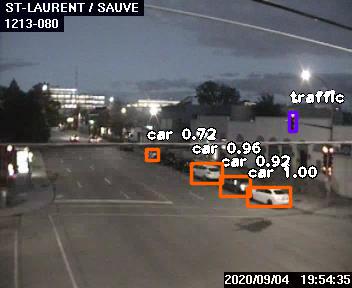 ST-LAURENT / SAUVE
1213-080
traffic
car 0.72
car 0.96
car 0.92
car 1.00
2020/09/04 19:54:35